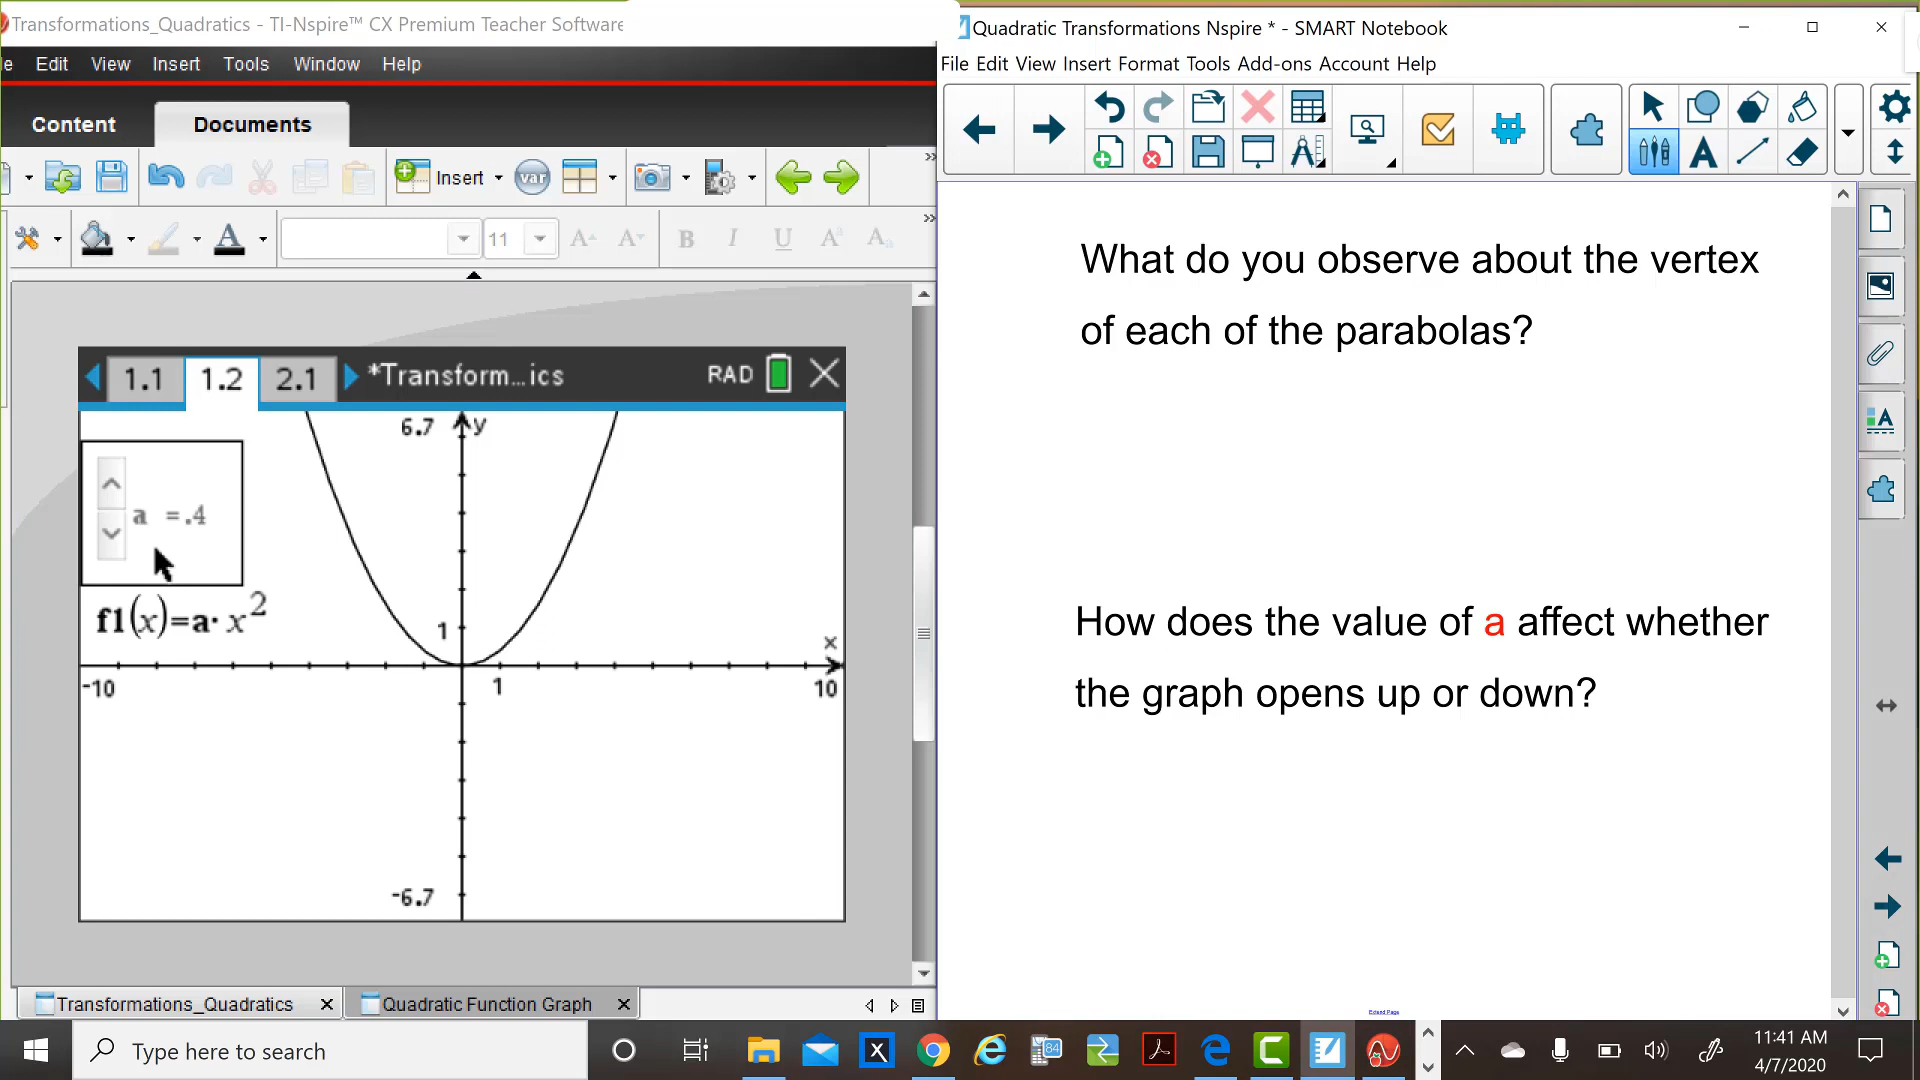 Transformations_Quadratics - TI-Nspire™ CX Premium Teacher Software
Edit View Insert Tools Window Help
Content Documents
Insert var
11 B I U
1.1 1.2 2.1 *Transform...ics RAD
6.7 y
a =.4
f1(x)=a· x²
1 x
-10 1 10
-6.7
Transformations_Quadratics Quadratic Function Graph
Quadratic Transformations Nspire * - SMART Notebook
File Edit View Insert Format Tools Add-ons Account Help
What do you observe about the vertex
of each of the parabolas?
How does the value of a affect whether
the graph opens up or down?
Extend Page
Type here to search
84
11:41 AM
4/7/2020